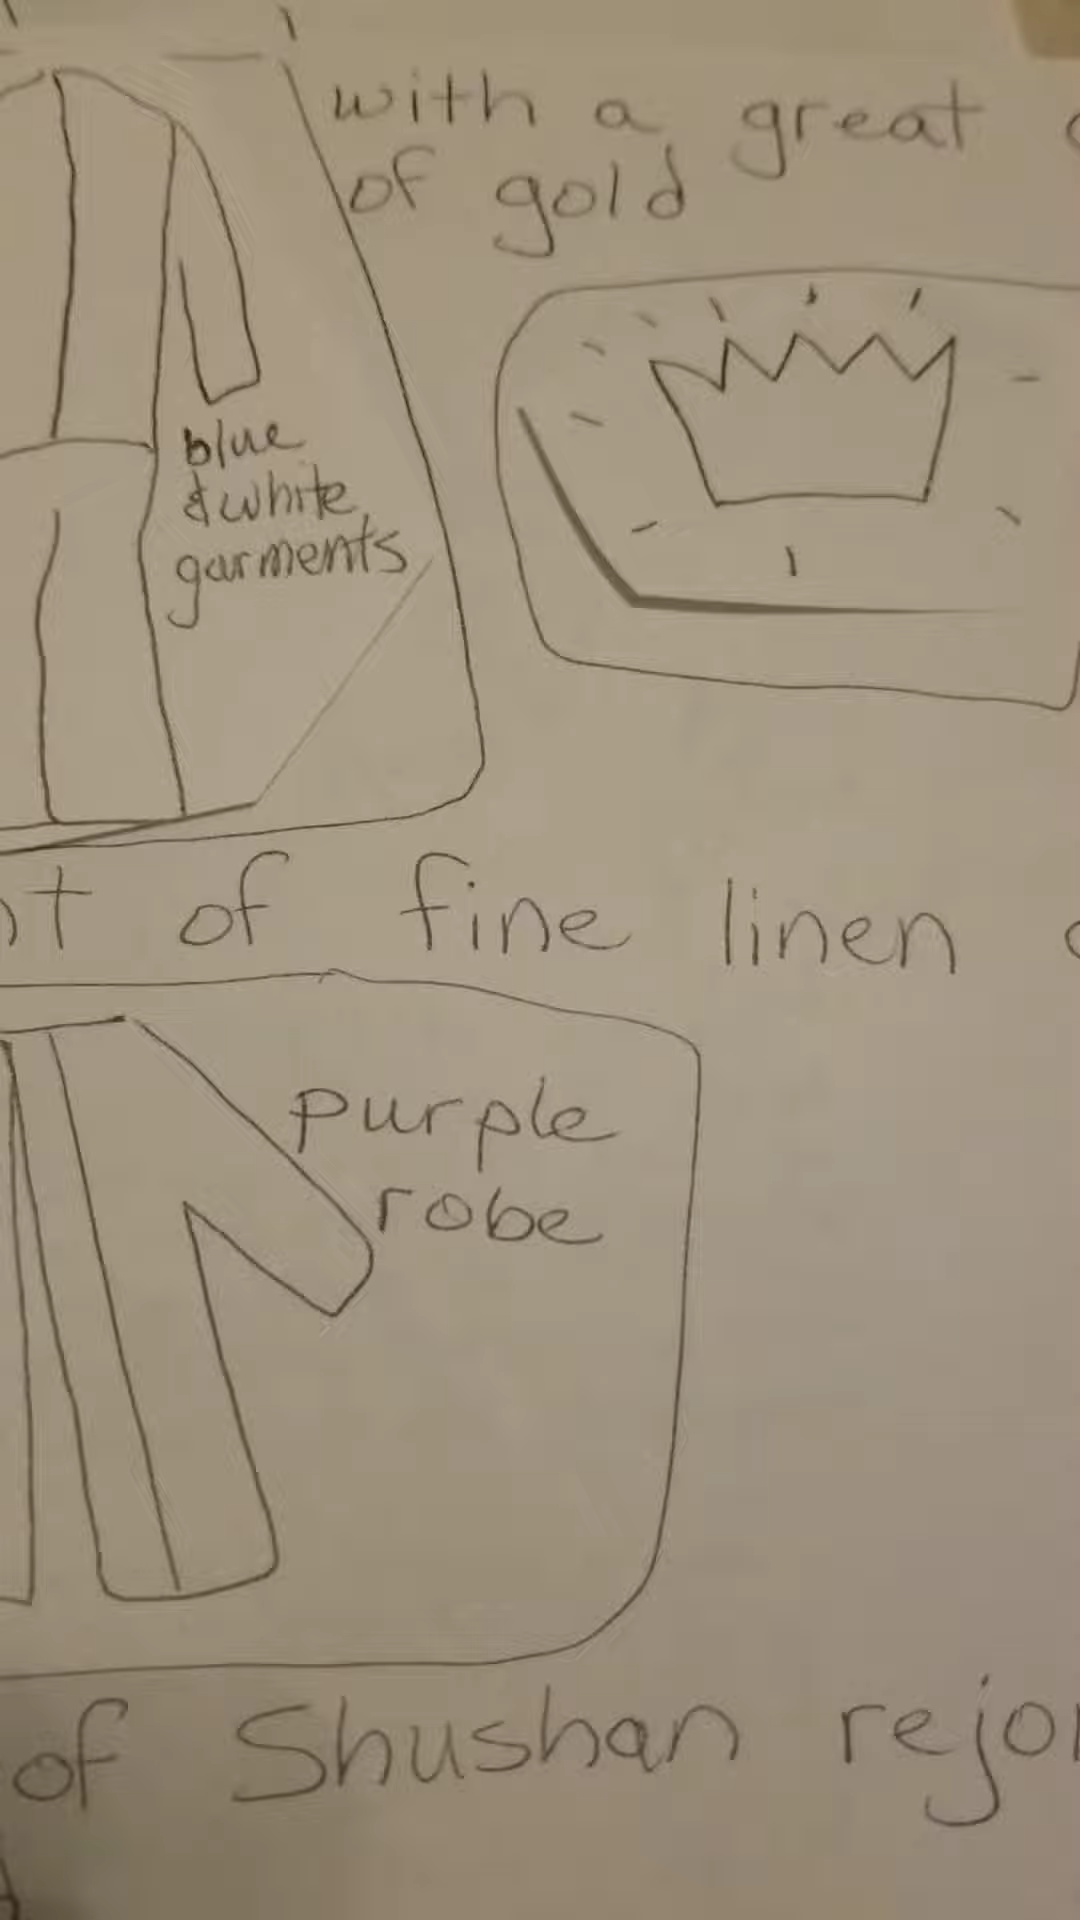 with a great
of gold
blue
& white
garments
of fine linen
purple
robe
of Shushan